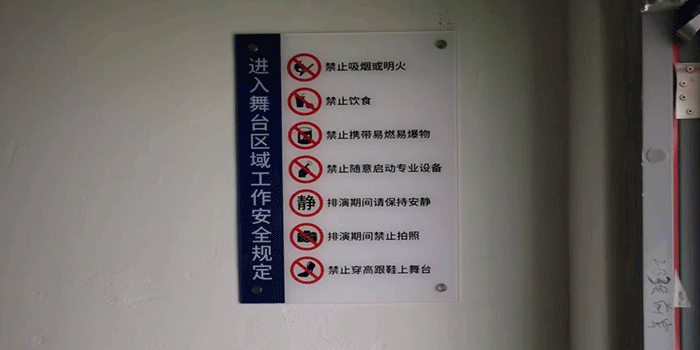 进入舞台区域工作安全规定
禁止吸烟或明火
禁止饮食
禁止携带易燃易爆物
禁止随意启动专业设备
静
排演期间请保持安静
排演期间禁止拍照
禁止穿高跟鞋上舞台